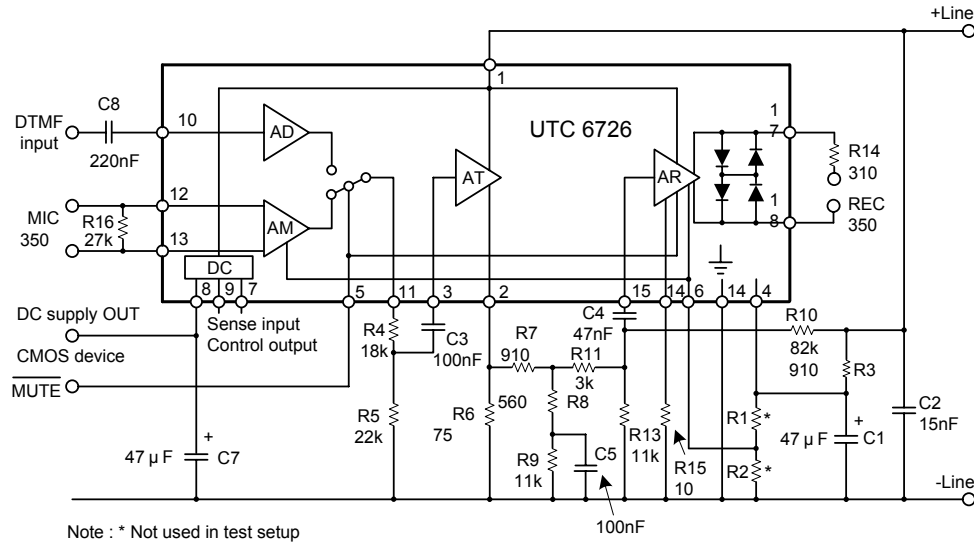 +Line
1
C8
DTMF
input
220nF
10
AD
UTC 6726
1
7
R14
310
AT
AR
MIC
350
R16
27k
12
13
AM
1
8
REC
350
DC
8
9
7
5
11
3
2
15
14
6
14
4
DC supply OUT
CMOS device
Sense input
Control output
MUTE
R4
18k
C3
100nF
C4
47nF
R10
82k
910
R3
R7
910
R11
3k
R8
560
R5
22k
R6
75
R13
11k
R15
10
R1
*
R2
*
47 µ F
+
C1
C2
15nF
47 µ F
+
C7
R9
11k
C5
100nF
-Line
Note : * Not used in test setup